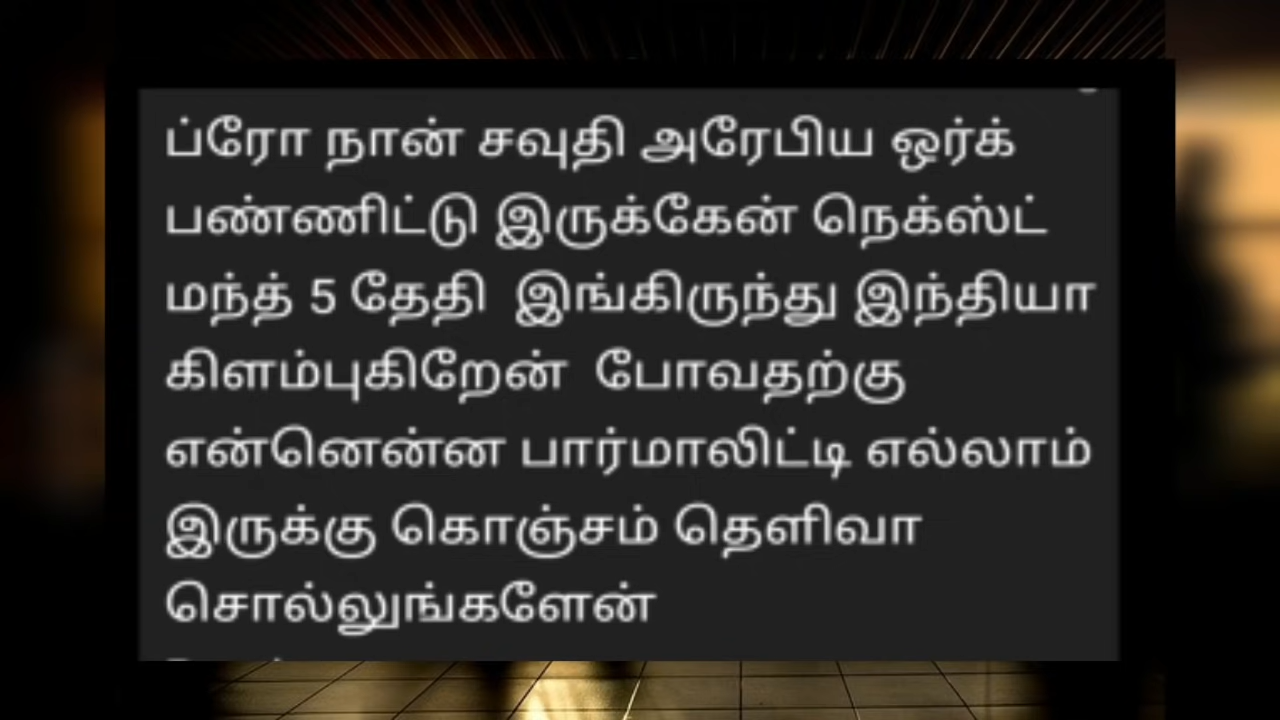 ப்ரோ நான் சவுதி அரேபிய ஒர்க்
பண்ணிட்டு இருக்கேன் நெக்ஸ்ட்
மந்த் 5 தேதி  இங்கிருந்து இந்தியா
கிளம்புகிறேன்  போவதற்கு
என்னென்ன பார்மாலிட்டி எல்லாம்
இருக்கு கொஞ்சம் தெளிவா
சொல்லுங்களேன்